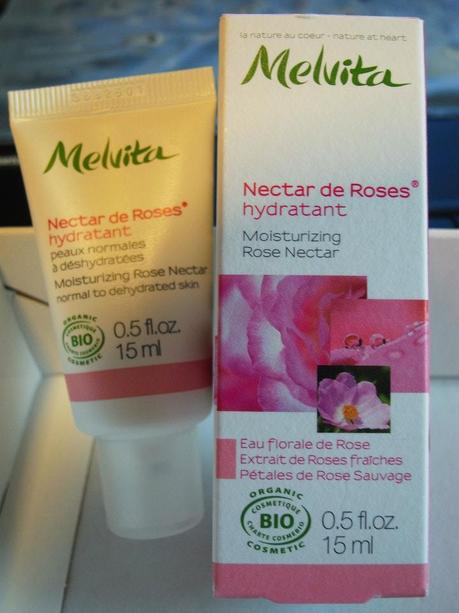 Melvita
Nectar de Roses®
hydratant
peaux normales
à déshydratées
Moisturizing Rose Nectar
normal to dehydrated skin
ORGANIC
COSMETIQUE
BIO
CHARTE COSMEBIO
COSMETIC
0.5 fl.oz.
15 ml
la nature au coeur - nature at heart
Melvita
Nectar de Roses®
hydratant
Moisturizing
Rose Nectar
Eau florale de Rose
Extrait de Roses fraîches
Pétales de Rose Sauvage
ORGANIC
COSMETIQUE
BIO
CHARTE COSMEBIO
COSMETIC
0.5 fl.oz.
15 ml